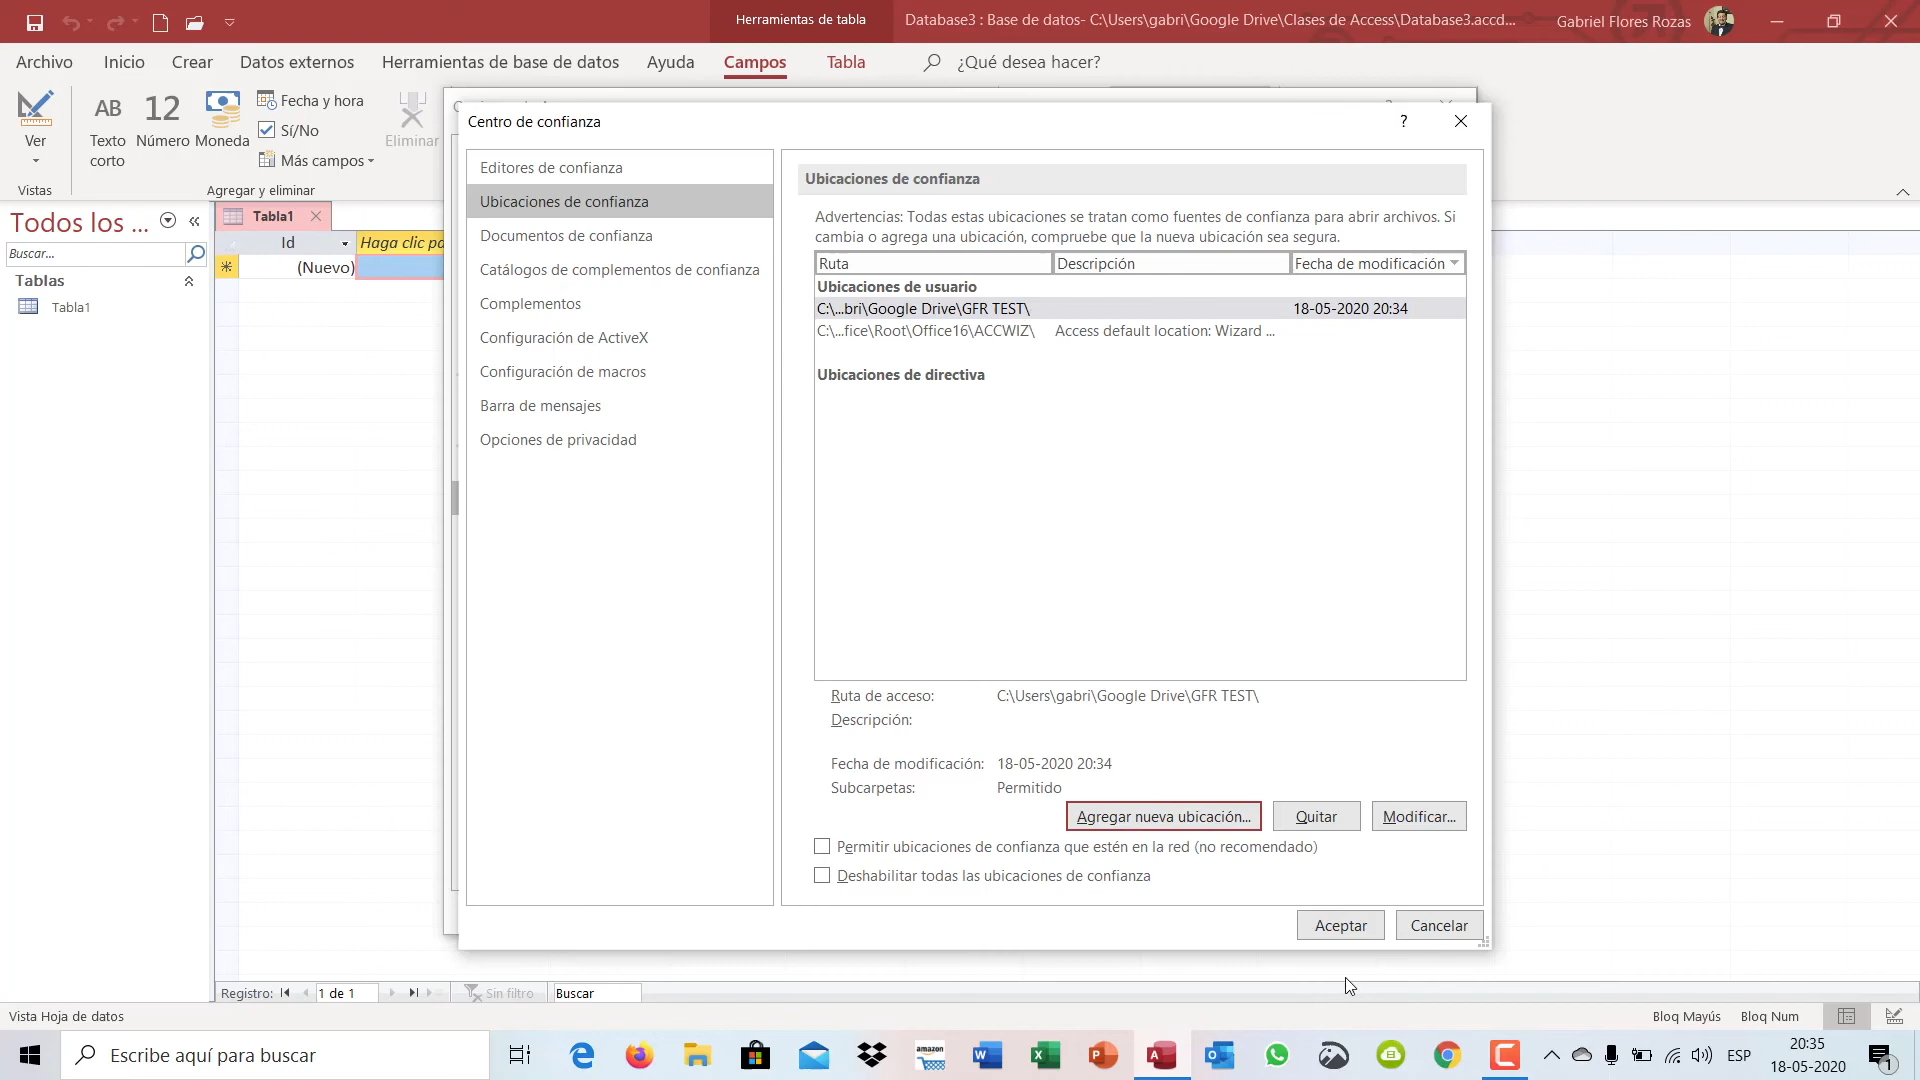 Herramientas de tabla
Database3 : Base de datos- C:\Users\gabri\Google Drive\Clases de Access\Database3.accd...
Gabriel Flores Rozas
Archivo
Inicio
Crear
Datos externos
Herramientas de base de datos
Ayuda
Campos
Tabla
¿Qué desea hacer?
Ver
Vistas
AB
Texto
corto
12
Número
Moneda
Fecha y hora
Sí/No
Más campos
Eliminar
Agregar y eliminar
Todos los ...
Buscar...
Tablas
Tabla1
Tabla1
Id
Haga clic pa
(Nuevo)
Centro de confianza
?
Editores de confianza
Ubicaciones de confianza
Documentos de confianza
Catálogos de complementos de confianza
Complementos
Configuración de ActiveX
Configuración de macros
Barra de mensajes
Opciones de privacidad
Ubicaciones de confianza
Advertencias: Todas estas ubicaciones se tratan como fuentes de confianza para abrir archivos. Si
cambia o agrega una ubicación, compruebe que la nueva ubicación sea segura.
Ruta
Descripción
Fecha de modificación
Ubicaciones de usuario
C:\...bri\Google Drive\GFR TEST\
18-05-2020 20:34
C:\...fice\Root\Office16\ACCWIZ\
Access default location: Wizard ...
Ubicaciones de directiva
Ruta de acceso: C:\Users\gabri\Google Drive\GFR TEST\
Descripción:
Fecha de modificación: 18-05-2020 20:34
Subcarpetas: Permitido
Agregar nueva ubicación...
Quitar
Modificar...
Permitir ubicaciones de confianza que estén en la red (no recomendado)
Deshabilitar todas las ubicaciones de confianza
Aceptar
Cancelar
Registro:
1 de 1
Sin filtro
Buscar
Vista Hoja de datos
Bloq Mayús
Bloq Num
Escribe aquí para buscar
amazon
ESP
20:35
18-05-2020
1